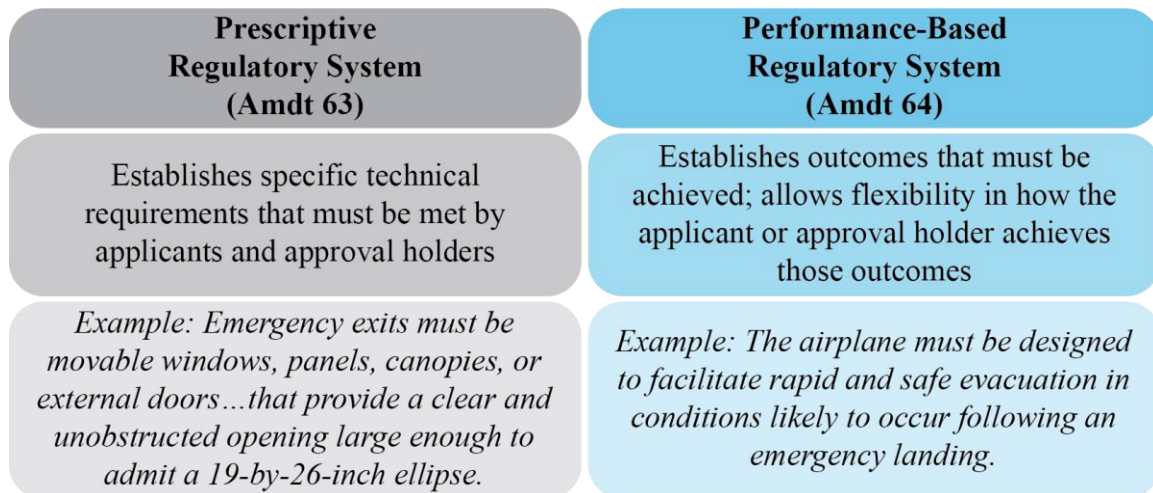 Prescriptive
Regulatory System
(Amdt 63)
Performance-Based
Regulatory System
(Amdt 64)
Establishes specific technical
requirements that must be met by
applicants and approval holders
Establishes outcomes that must be
achieved; allows flexibility in how the
applicant or approval holder achieves
those outcomes
Example: Emergency exits must be
movable windows, panels, canopies, or
external doors…that provide a clear and
unobstructed opening large enough to
admit a 19-by-26-inch ellipse.
Example: The airplane must be designed
to facilitate rapid and safe evacuation in
conditions likely to occur following an
emergency landing.